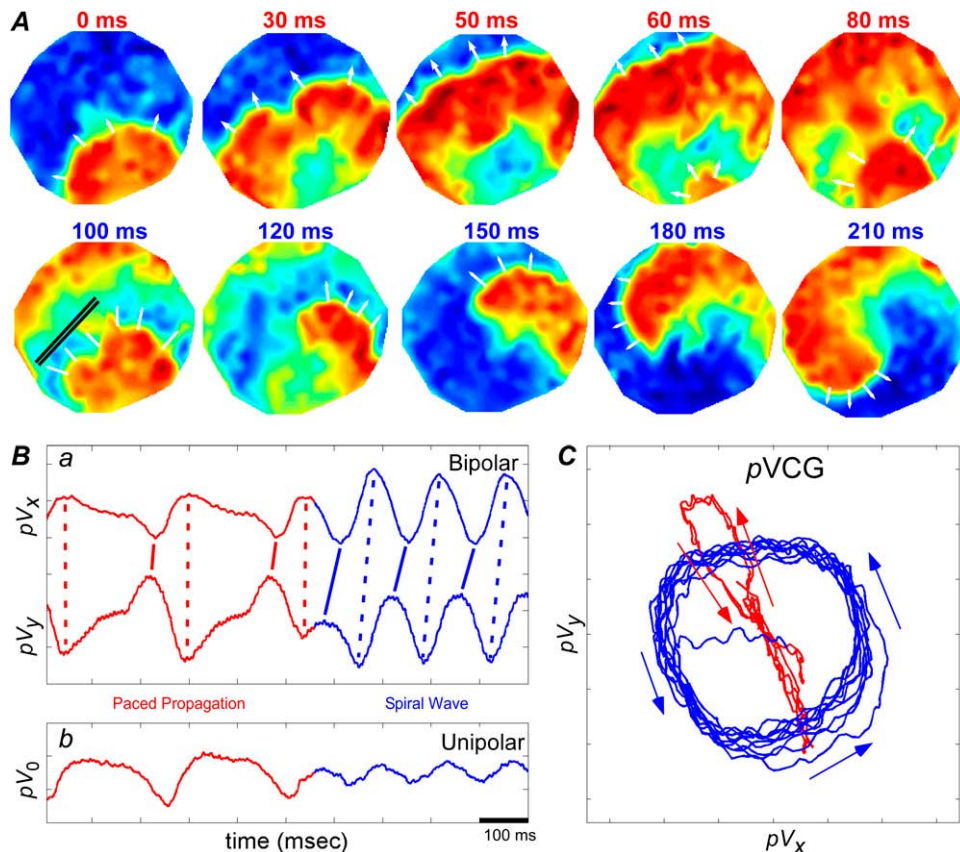 A
0 ms 30 ms 50 ms 60 ms 80 ms
100 ms 120 ms 150 ms 180 ms 210 ms
B a Bipolar
pVx
pVy
Paced Propagation Spiral Wave
b Unipolar
pV0
time (msec) 100 ms
C pVCG
pVy
pVx